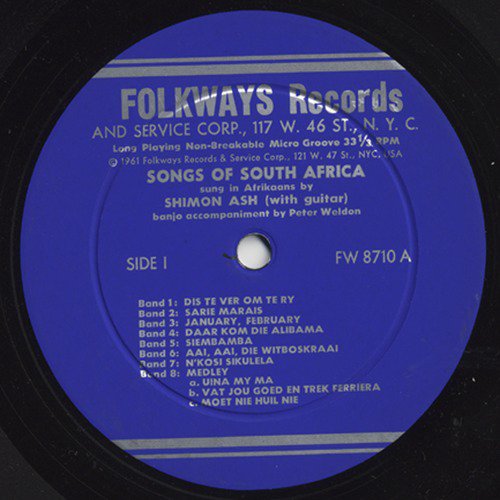 FOLKWAYS Records
AND SERVICE CORP., 117 W. 46 ST., N. Y. C.
Long Playing Non-Breakable Micro Groove 33 1/3 RPM
© 1961 Folkways Records & Service Corp., 121 W. 47 St., NYC, USA
SONGS OF SOUTH AFRICA
sung in Afrikaans by
SHIMON ASH (with guitar)
banjo accompaniment by Peter Weldon
SIDE I
FW 8710 A
Band 1: DIS TE VER OM TE RY
Band 2: SARIE MARAIS
Band 3: JANUARY, FEBRUARY
Band 4: DAAR KOM DIE ALIBAMA
Band 5: SIEMBAMBA
Band 6: AAI, AAI, DIE WITBOSKRAAI
Band 7: N'KOSI SIKULELA
Band 8: MEDLEY
a. UINA MY MA
b. VAT JOU GOED EN TREK FERRIERA
c. MOET NIE HUIL NIE